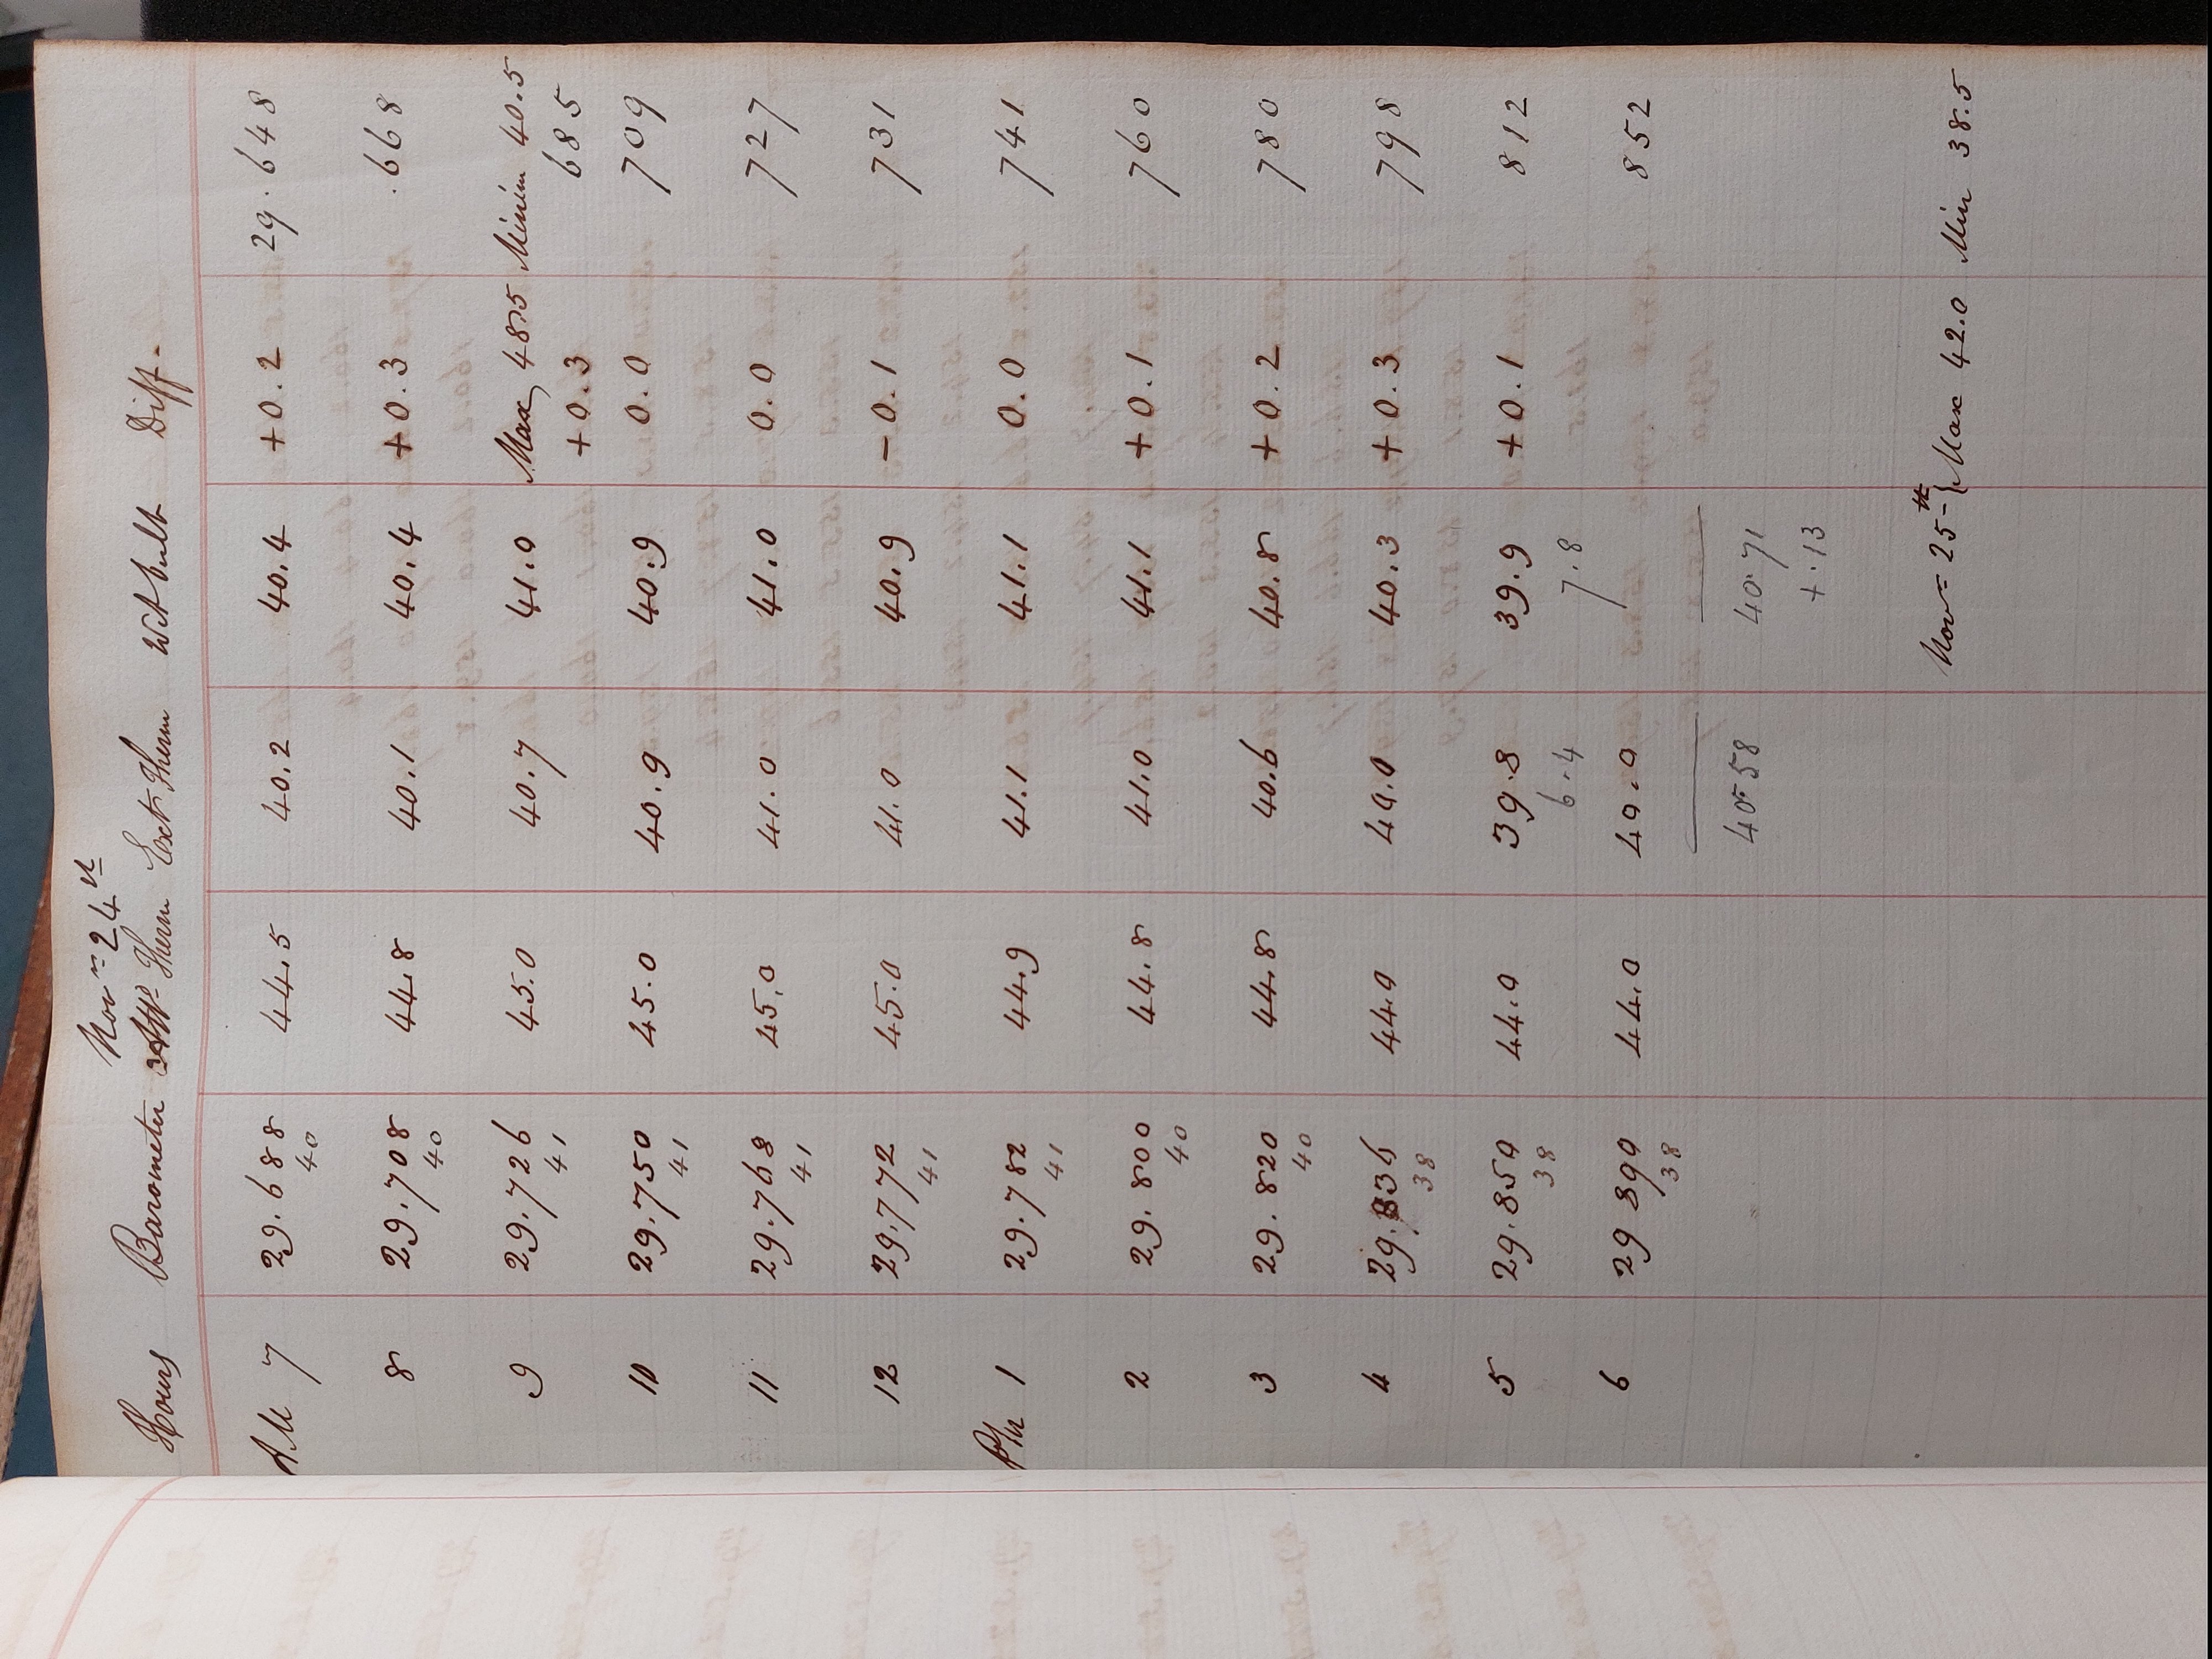 Novr 24th
Hours Barometer Attd Therm Ext Therm Wet bulb Diff.
AM 7 29.688 44.5 40.2 40.4 +0.2 29.648
40
8 29.708 44.8 40.1 40.4 +0.3 .668
40
9 29.726 45.0 40.7 41.0 Max 48.5 Minim 40.5
41 +0.3 685
10 29.750 45.0 40.9 40.9 0.0 709
41
11 29.768 45.0 41.0 41.0 0.0 727
41
12 29.772 45.0 41.0 40.9 -0.1 731
41
PM 1 29.782 44.9 41.1 41.1 0.0 741
41
2 29.800 44.8 41.0 41.1 +0.1 760
40
3 29.820 44.8 40.6 40.8 +0.2 780
40
4 29.836 44.0 40.0 40.3 +0.3 798
38
5 29.850 44.0 39.8 39.9 +0.1 812
38 6.4 7.8
6 29 890 44.0 40.0 852
38
40.58 40.71
+.13
Novr 25th } Max 42.0 Min 38.5